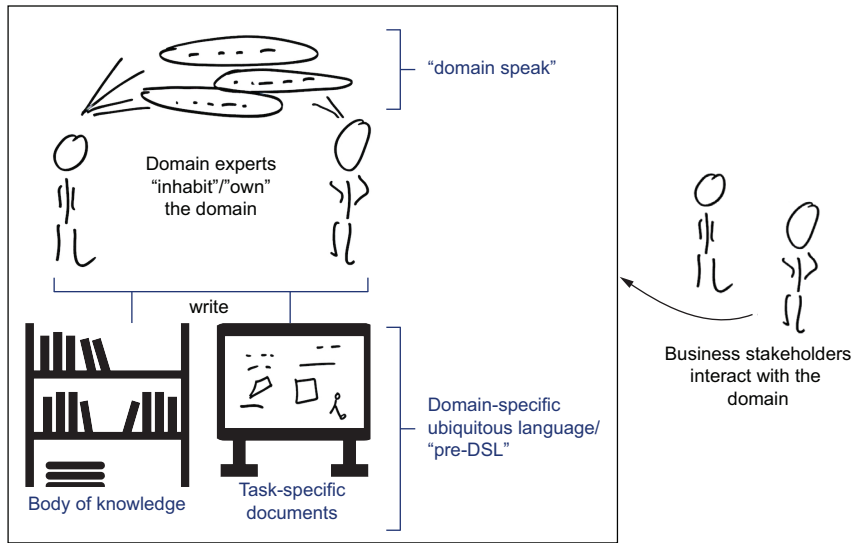 “domain speak”
Domain experts
“inhabit”/”own”
the domain
write
Business stakeholders
interact with the
domain
Domain-specific
ubiquitous language/
“pre-DSL”
Body of knowledge
Task-specific
documents